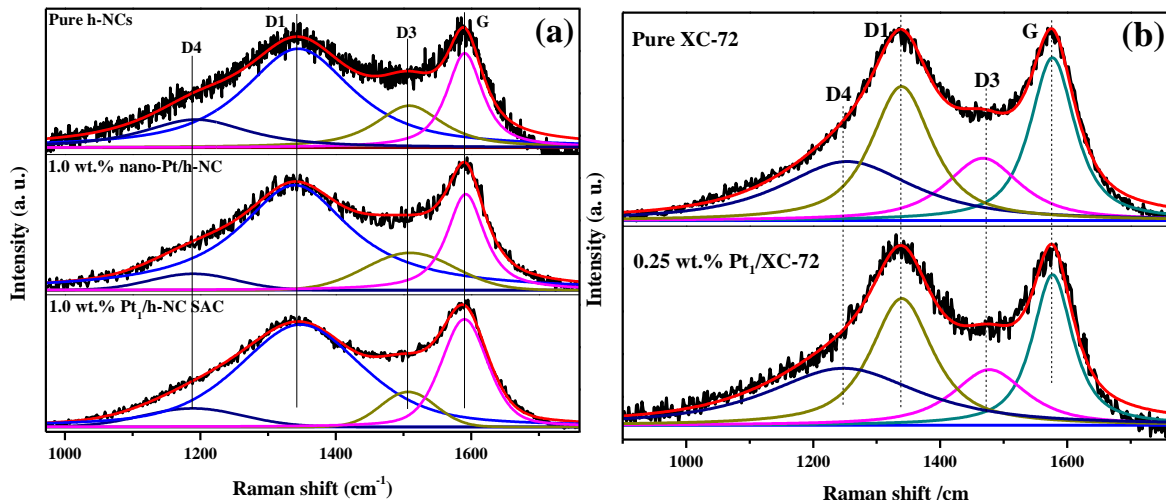 Pure h-NCs
D4
D1
D3
G
(a)
1.0 wt.% nano-Pt/h-NC
1.0 wt.% Pt₁/h-NC SAC
Intensity (a. u.)
1000 1200 1400 1600
Raman shift (cm⁻¹)
Pure XC-72
D4
D1
D3
G
(b)
0.25 wt.% Pt₁/XC-72
Intensity (a. u.)
1000 1200 1400 1600
Raman shift /cm